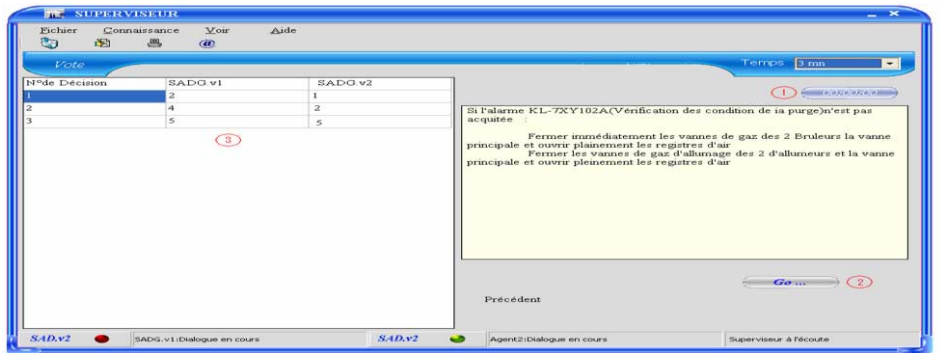 SUPERVISEUR
Fichier Connaissance Voir Aide
Vote Temps 3 mn
N°de Décision SADG.v1 SADG.v2
1 2 1
2 4 2
3 5 5
1 00:00:00
3
Si l'alarme KL-7XY102A(Vérification des condition de ia purge)n'est pas
acquitée :
Fermer immédiatement les vannes de gaz des 2 Bruleurs la vanne
principale et ouvrir plainement les registres d'air
Fermer les vannes de gaz d'allumage des 2 d'allumeurs et la vanne
principale et ouvrir pleinement les registres d'air
Go ... 2
Précédent
SAD.v2 SADG.v1:Dialogue en cours SAD.v2 Agent2:Dialogue en cours Superviseur à l'écoute